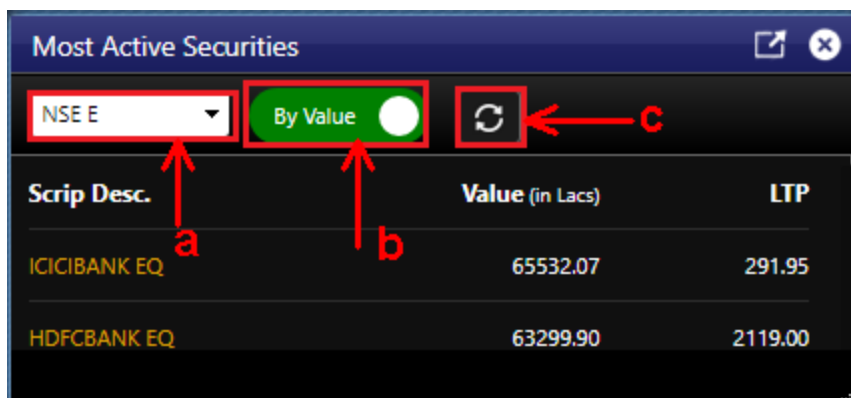 Most Active Securities
NSE E By Value c
Scrip Desc. Value (in Lacs) LTP
a b
ICICIBANK EQ 65532.07 291.95
HDFCBANK EQ 63299.90 2119.00